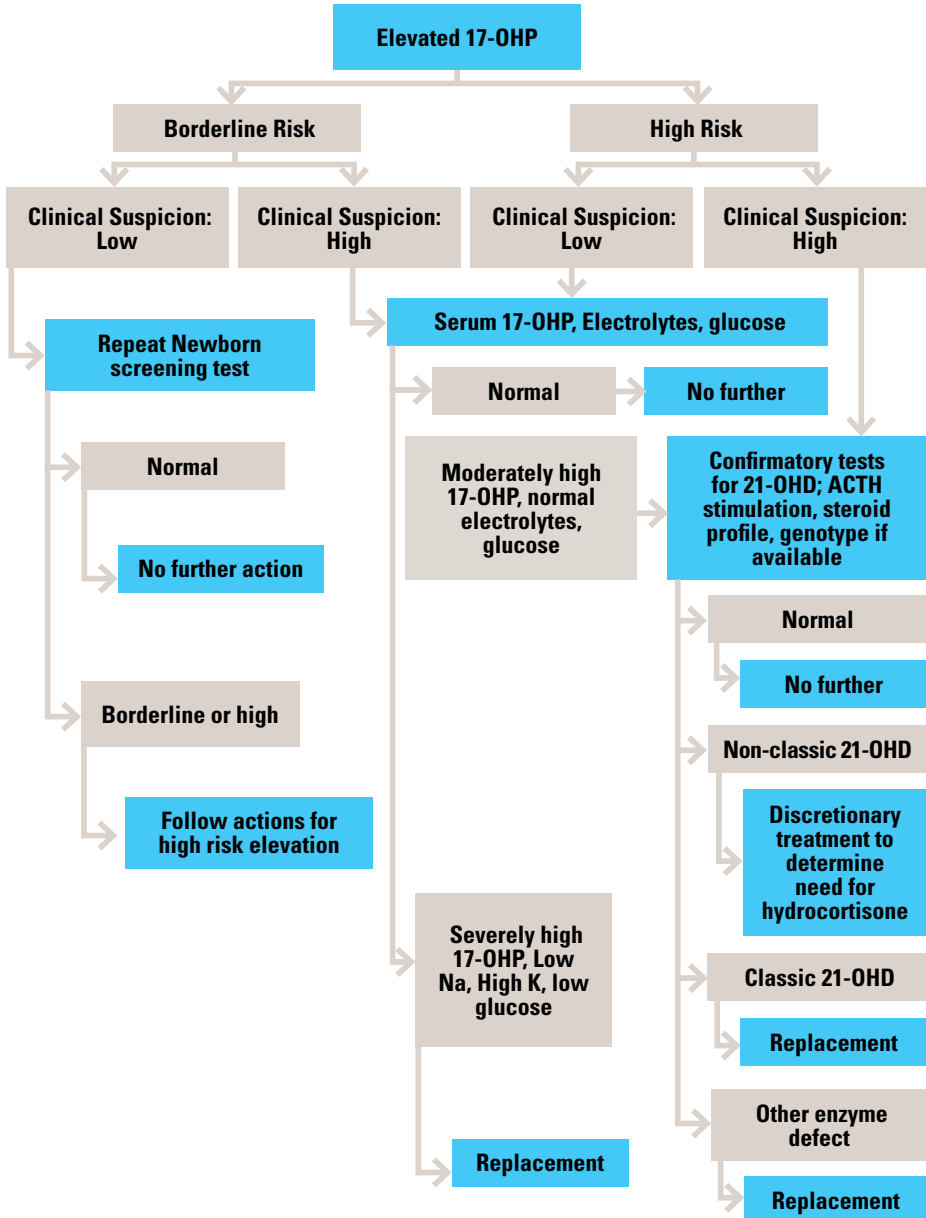 Elevated 17-OHP
Borderline Risk
High Risk
Clinical Suspicion:
Low
Clinical Suspicion:
High
Clinical Suspicion:
Low
Clinical Suspicion:
High
Serum 17-OHP, Electrolytes, glucose
Repeat Newborn
screening test
Normal
No further
Normal
Moderately high
17-OHP, normal
electrolytes,
glucose
Confirmatory tests
for 21-OHD; ACTH
stimulation, steroid
profile, genotype if
available
No further action
Normal
No further
Borderline or high
Non-classic 21-OHD
Follow actions for
high risk elevation
Discretionary
treatment to
determine
need for
hydrocortisone
Severely high
17-OHP, Low
Na, High K, low
glucose
Classic 21-OHD
Replacement
Other enzyme
defect
Replacement
Replacement